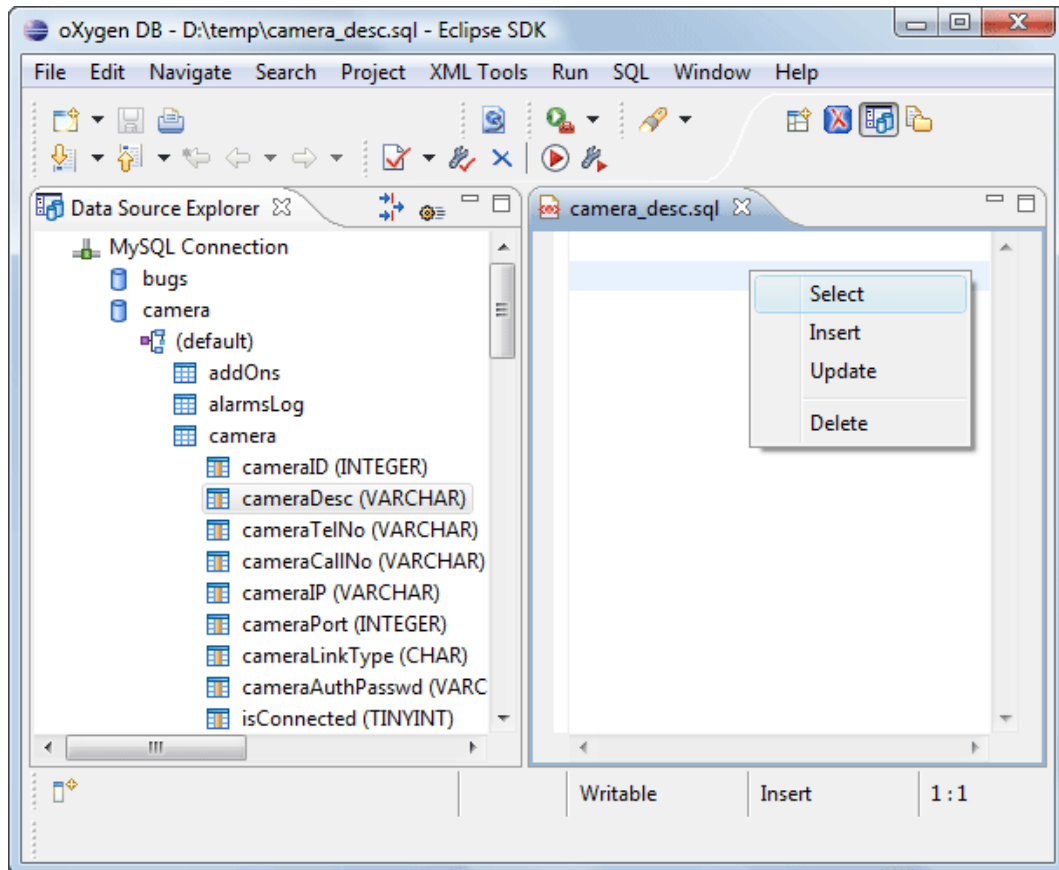 oXygen DB - D:\temp\camera_desc.sql - Eclipse SDK
File Edit Navigate Search Project XML Tools Run SQL Window Help
Data Source Explorer
camera_desc.sql
MySQL Connection
bugs
camera
(default)
addOns
alarmsLog
camera
cameraID (INTEGER)
cameraDesc (VARCHAR)
cameraTelNo (VARCHAR)
cameraCallNo (VARCHAR)
cameraIP (VARCHAR)
cameraPort (INTEGER)
cameraLinkType (CHAR)
cameraAuthPasswd (VARC
isConnected (TINYINT)
Select
Insert
Update
Delete
Writable Insert 1 : 1